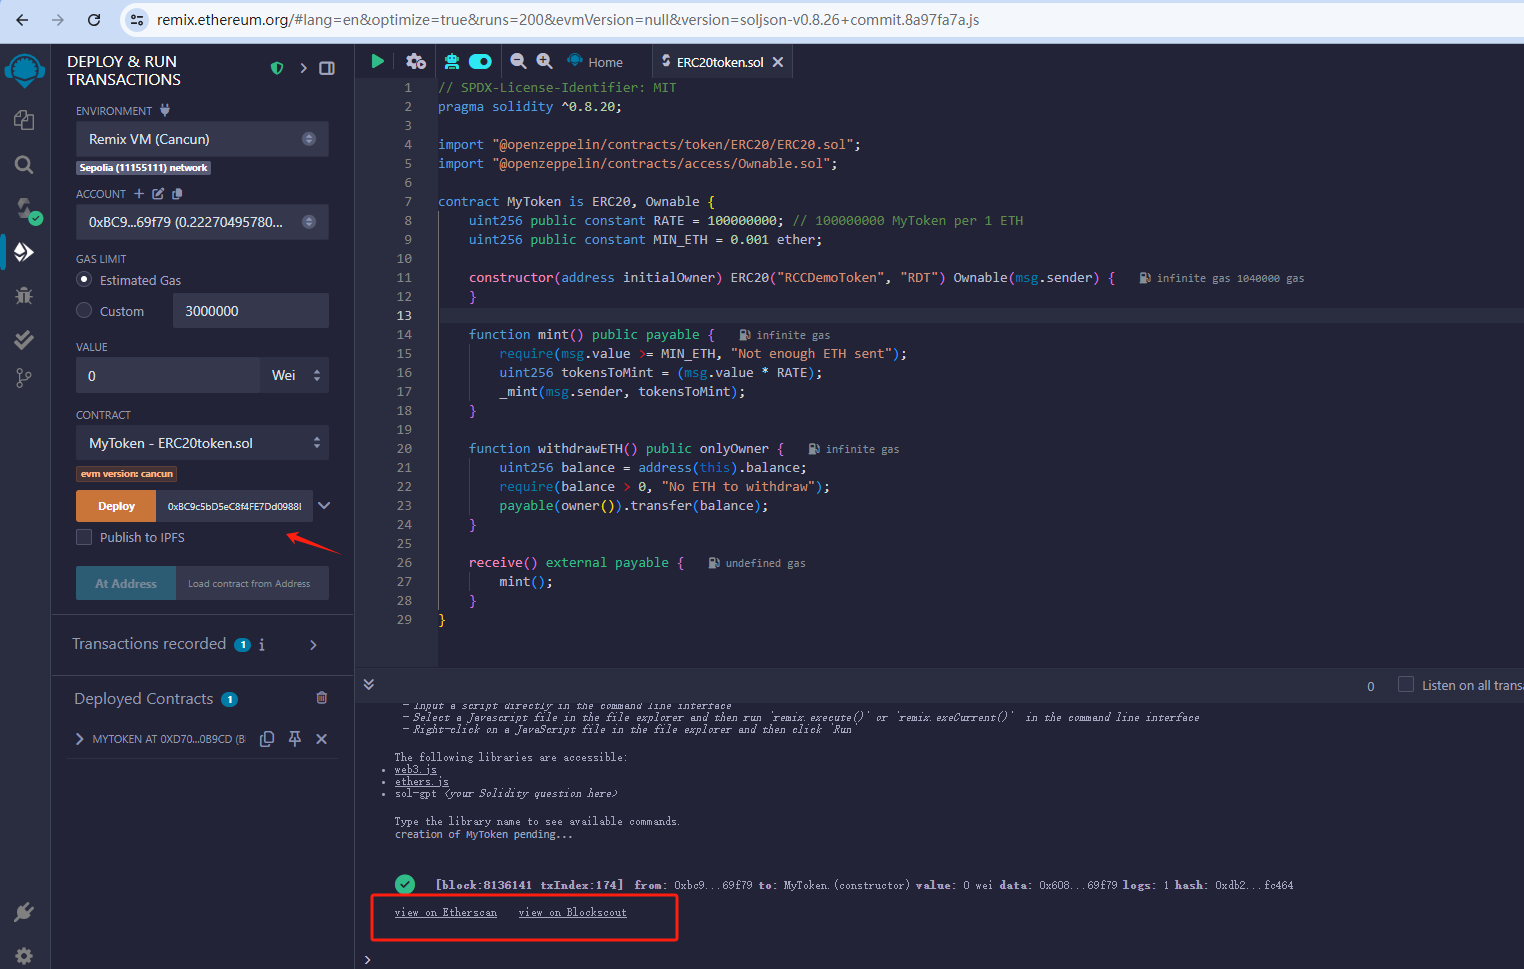 remix.ethereum.org/#lang=en&optimize=true&runs=200&evmVersion=null&version=soljson-v0.8.26+commit.8a97fa7a.js
DEPLOY & RUN
TRANSACTIONS
ENVIRONMENT
Remix VM (Cancun)
Sepolia (11155111) network
ACCOUNT
0xBC9...69f79 (0.22270495780...
GAS LIMIT
Estimated Gas
Custom
3000000
VALUE
0
Wei
CONTRACT
MyToken - ERC20token.sol
evm version: cancun
Deploy
0xBC9c5bD5eC8f4FE7Dd0988
Publish to IPFS
At Address
Load contract from Address
Transactions recorded 1 i
Deployed Contracts 1
MYTOKEN AT 0XD70...0B9CD (B
Home
ERC20token.sol
1 // SPDX-License-Identifier: MIT
2 pragma solidity ^0.8.20;
3
4 import "@openzeppelin/contracts/token/ERC20/ERC20.sol";
5 import "@openzeppelin/contracts/access/Ownable.sol";
6
7 contract MyToken is ERC20, Ownable {
8 uint256 public constant RATE = 100000000; // 100000000 MyToken per 1 ETH
9 uint256 public constant MIN_ETH = 0.001 ether;
10
11 constructor(address initialOwner) ERC20("RCCDemoToken", "RDT") Ownable(msg.sender) { infinite gas 1040000 gas
12 }
13
14 function mint() public payable { infinite gas
15 require(msg.value >= MIN_ETH, "Not enough ETH sent");
16 uint256 tokensToMint = (msg.value * RATE);
17 _mint(msg.sender, tokensToMint);
18 }
19
20 function withdrawETH() public onlyOwner { infinite gas
21 uint256 balance = address(this).balance;
22 require(balance > 0, "No ETH to withdraw");
23 payable(owner()).transfer(balance);
24 }
25
26 receive() external payable { undefined gas
27 mint();
28 }
29 }
0
Listen on all trans
- Input a script directly in the command line interface
- Select a Javascript file in the file explorer and then run `remix.execute()` or `remix.exeCurrent()` in the command line interface
- Right-click on a JavaScript file in the file explorer and then click `Run`
The following libraries are accessible:
• web3.js
• ethers.js
• sol-gpt <your Solidity question here>
Type the library name to see available commands.
creation of MyToken pending...
[block:8136141 txIndex:174] from: 0xbc9...69f79 to: MyToken.(constructor) value: 0 wei data: 0x608...69f79 logs: 1 hash: 0xdb2...fc464
view on Etherscan view on Blockscout
>